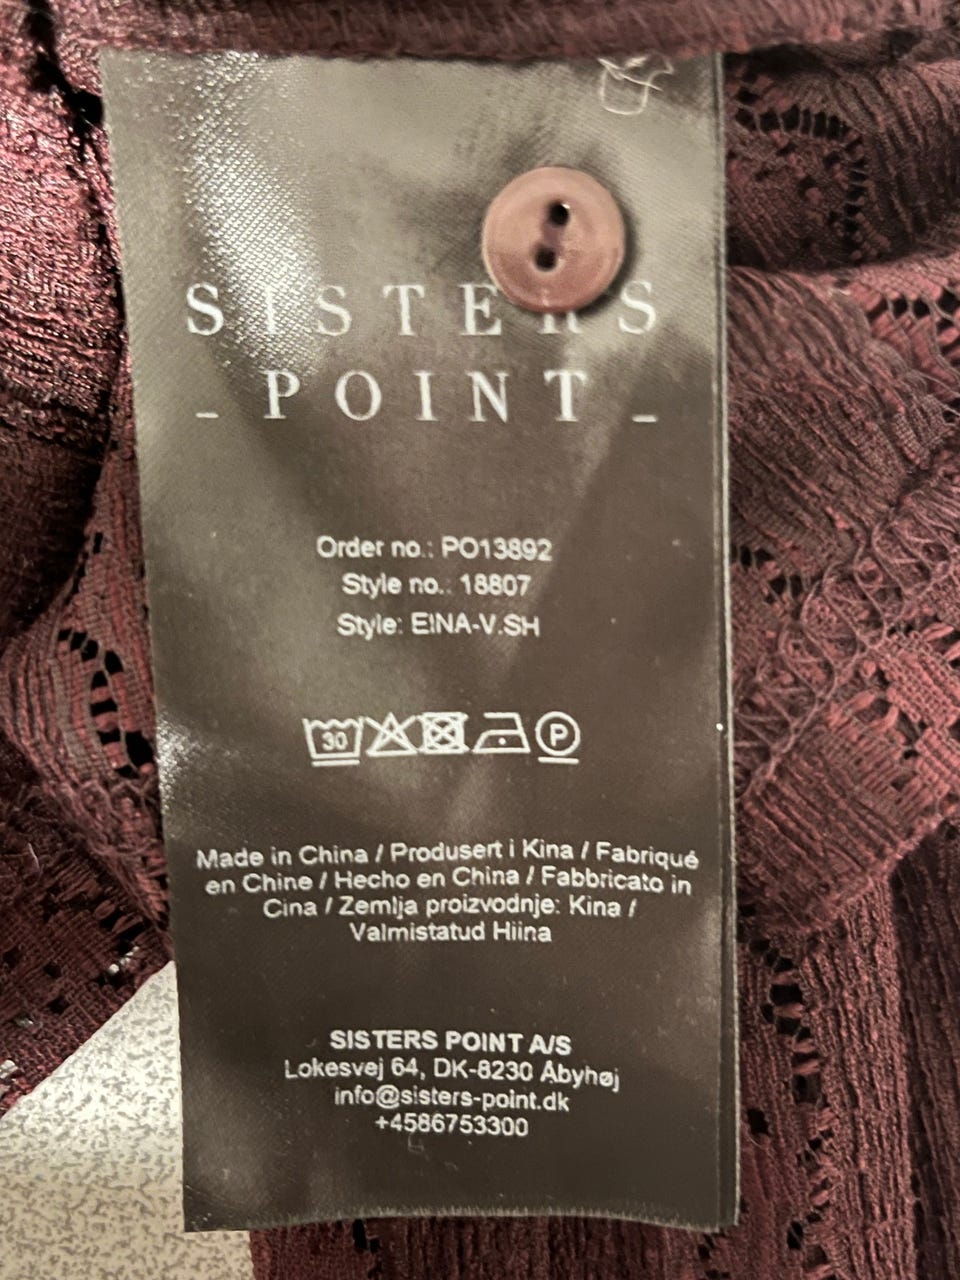 SISTERS
_ POINT _
Order no.: PO13892
Style no.: 18807
Style: EINA-V.SH
30 P
Made in China / Produsert i Kina / Fabriqué
en Chine / Hecho en China / Fabbricato in
Cina / Zemlja proizvodnje: Kina /
Valmistatud Hiina
SISTERS POINT A/S
Lokesvej 64, DK-8230 Åbyhøj
info@sisters-point.dk
+4586753300